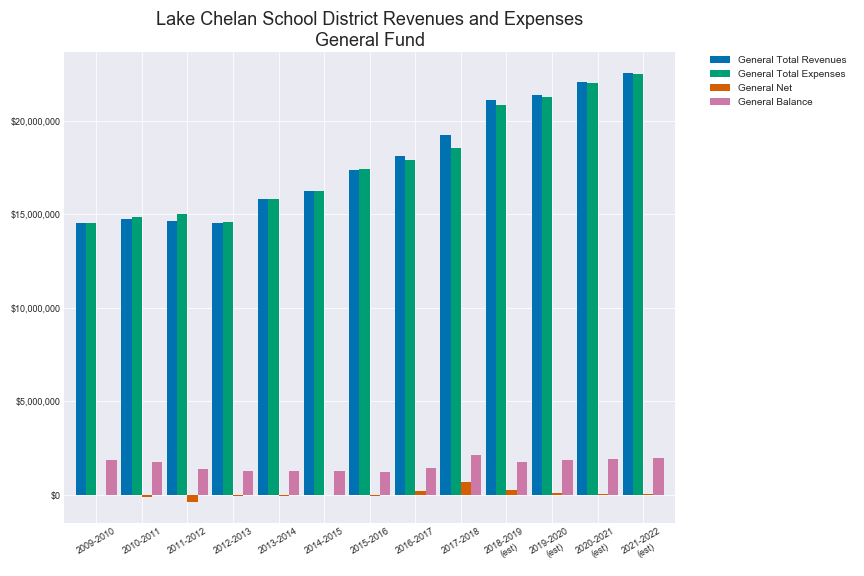 Lake Chelan School District Revenues and Expenses
General Fund
General Total Revenues
General Total Expenses
General Net
General Balance
$20,000,000
$15,000,000
$10,000,000
$5,000,000
$0
2009-2010
2010-2011
2011-2012
2012-2013
2013-2014
2014-2015
2015-2016
2016-2017
2017-2018
2018-2019
(est)
2019-2020
(est)
2020-2021
(est)
2021-2022
(est)